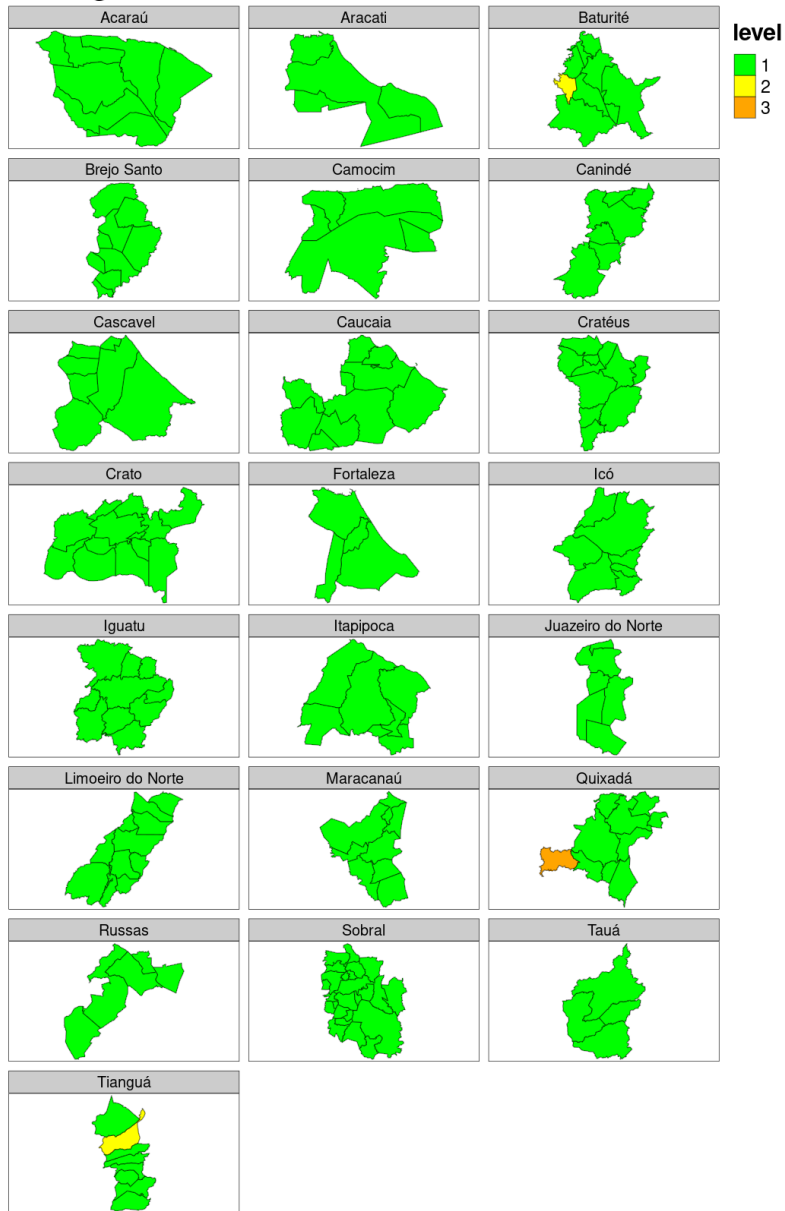 Acaraú
Aracati
Baturité
level
1
2
3
Brejo Santo
Camocim
Canindé
Cascavel
Caucaia
Cratéus
Crato
Fortaleza
Icó
Iguatu
Itapipoca
Juazeiro do Norte
Limoeiro do Norte
Maracanaú
Quixadá
Russas
Sobral
Tauá
Tianguá